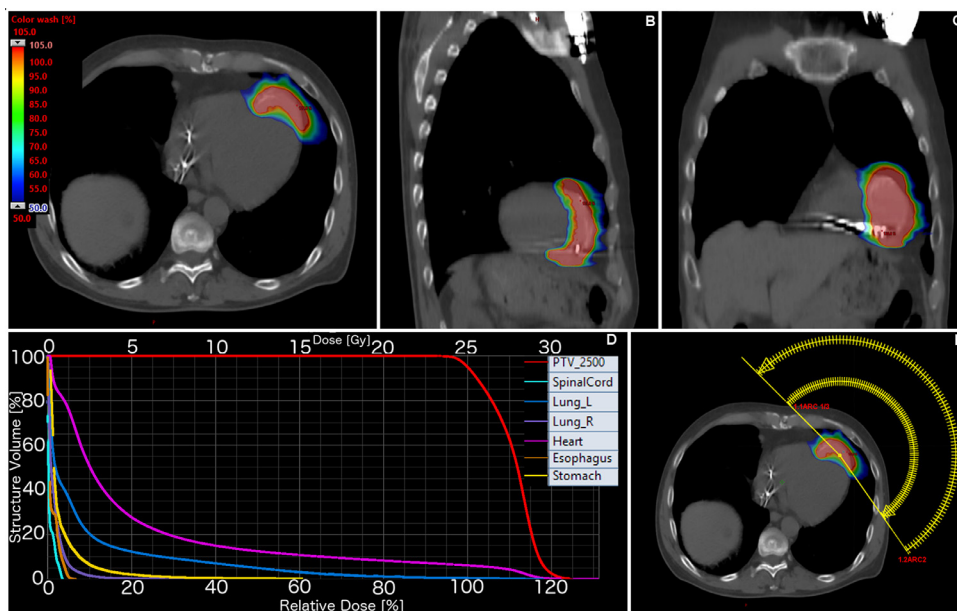 Color wash [%]
105.0
105.0
100.0
95.0
90.0
85.0
80.0
75.0
70.0
65.0
60.0
55.0
50.0
50.0
B
C
D
0 5 10 15 20 25 30
Dose [Gy]
100
80
60
40
20
0
Structure Volume [%]
PTV_2500
SpinalCord
Lung_L
Lung_R
Heart
Esophagus
Stomach
0 20 40 60 80 100 120
Relative Dose [%]
E